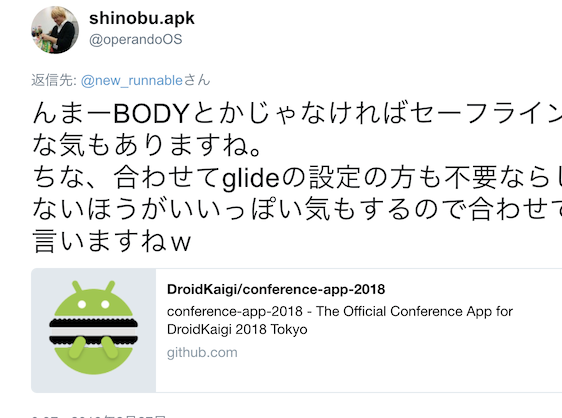 shinobu.apk
@operandoOS
返信先: @new_runnableさん
んまーBODYとかじゃなければセーフライン
な気もありますね。
ちな、合わせてglideの設定の方も不要ならし
ないほうがいいっぽい気もするので合わせて
言いますねｗ
DroidKaigi/conference-app-2018
conference-app-2018 - The Official Conference App for
DroidKaigi 2018 Tokyo
github.com